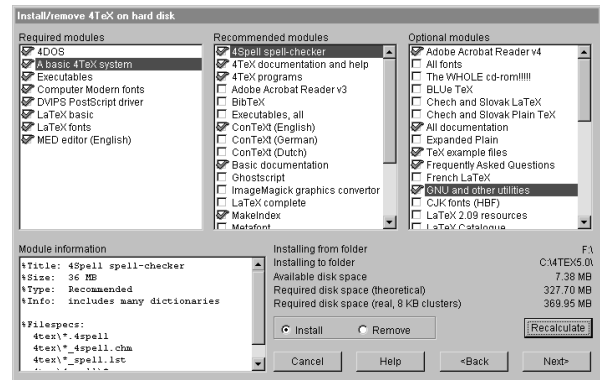 Install/remove 4TeX on hard disk
Required modules
4DOS
A basic 4TeX system
Executables
Computer Modern fonts
DVIPS PostScript driver
LaTeX basic
LaTeX fonts
MED editor (English)
Recommended modules
4Spell spell-checker
4TeX documentation and help
4TeX programs
Adobe Acrobat Reader v3
BibTeX
Executables, all
ConTeXt (English)
ConTeXt (German)
ConTeXt (Dutch)
Basic documentation
Ghostscript
ImageMagick graphics convertor
LaTeX complete
MakeIndex
Metafont
Optional modules
Adobe Acrobat Reader v4
All fonts
The WHOLE cd-rom!!!!!
BLUe TeX
Chech and Slovak LaTeX
Chech and Slovak Plain TeX
All documentation
Expanded Plain
TeX example files
Frequently Asked Questions
French LaTeX
GNU and other utilities
CJK fonts (HBF)
LaTeX 2.09 resources
LaTeX Catalogue
Module information
%Title: 4Spell spell-checker
%Size: 36 MB
%Type: Recommended
%Info: includes many dictionaries
%Filespecs:
4tex\*.4spell
4tex\*_4spell.chm
4tex\*_spell.lst
Installing from folder F:\
Installing to folder C:\4TEX5.0\
Available disk space 7.38 MB
Required disk space (theoretical) 327.70 MB
Required disk space (real, 8 KB clusters) 369.95 MB
Install Remove Recalculate
Cancel Help <Back Next>